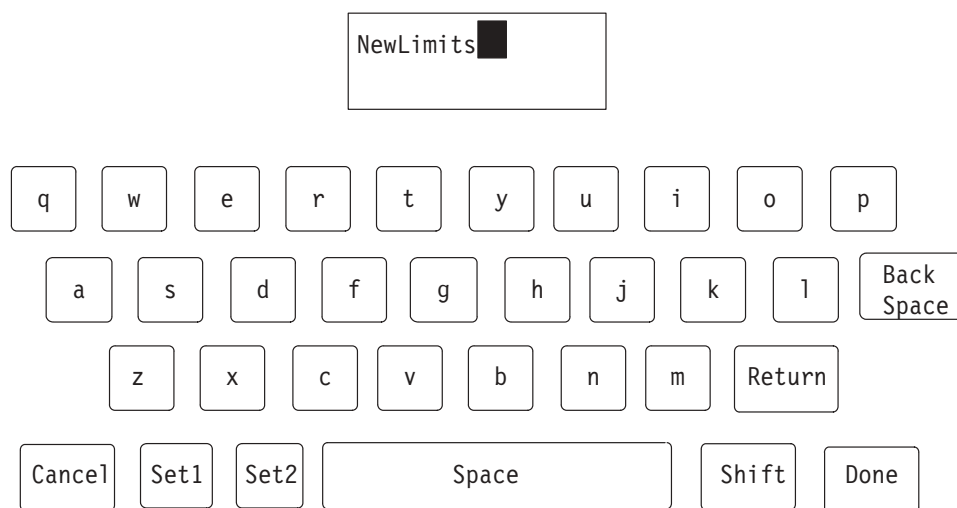 NewLimits
q w e r t y u i o p
a s d f g h j k l Back Space
z x c v b n m Return
Cancel Set1 Set2 Space Shift Done